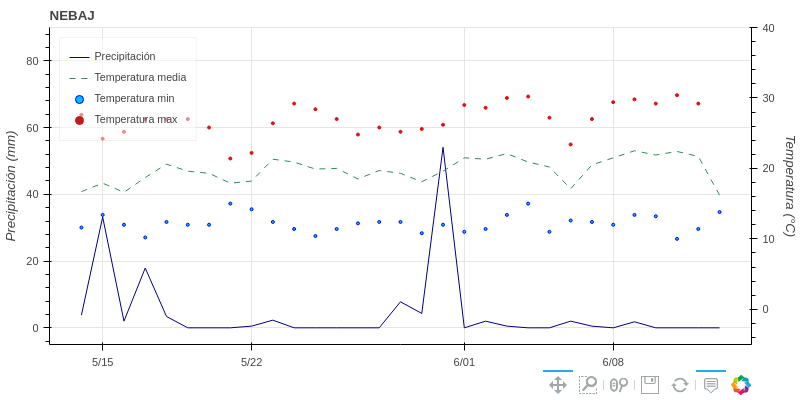 NEBAJ
Precipitación
Temperatura media
Temperatura min
Temperatura max
Precipitación (mm)
80
60
40
20
0
40
30
20
10
0
Temperatura (°C)
5/15
5/22
6/01
6/08